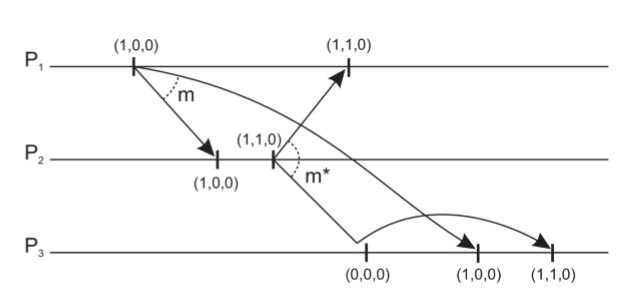 (1,0,0) (1,1,0)
P₁
m
(1,1,0)
P₂
(1,0,0) m*
P₃
(0,0,0) (1,0,0) (1,1,0)